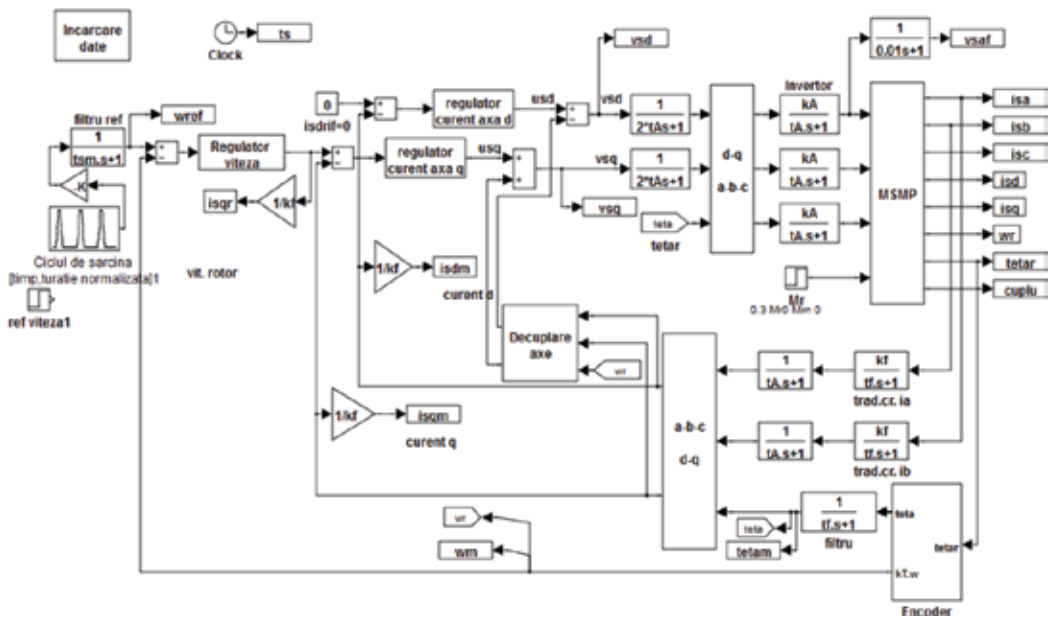 Incarcare
date
Clock
ts
vsd
1
0.01s+1
vsaf
filtru ref
1
tsm.s+1
wref
0
isdrif=0
regulator
curent axa d
usd
vsd
1
2*tAs+1
d-q
a-b-c
Invertor
kA
tA.s+1
kA
tA.s+1
kA
tA.s+1
MSMP
isa
isb
isc
isd
isq
wr
tetar
cuplu
Regulator
viteza
regulator
curent axa q
usq
vsq
1
2*tAs+1
vsq
teta
tetar
-K
isqr
1/kf
Ciclul de sarcina
[timp,turatie normalizata]1
ref viteza1
vit. rotor
1/kf
isdm
curent d
Mr
0.3 Mr0 Mrn 0
Decuplare
axe
wr
a-b-c
d-q
1
tA.s+1
kf
tf.s+1
trad.cr. ia
1
tA.s+1
kf
tf.s+1
trad.cr. ib
1/kf
isqm
curent q
wr
wm
teta
tetam
1
tf.s+1
filtru
teta
tetar
kT.w
Encoder